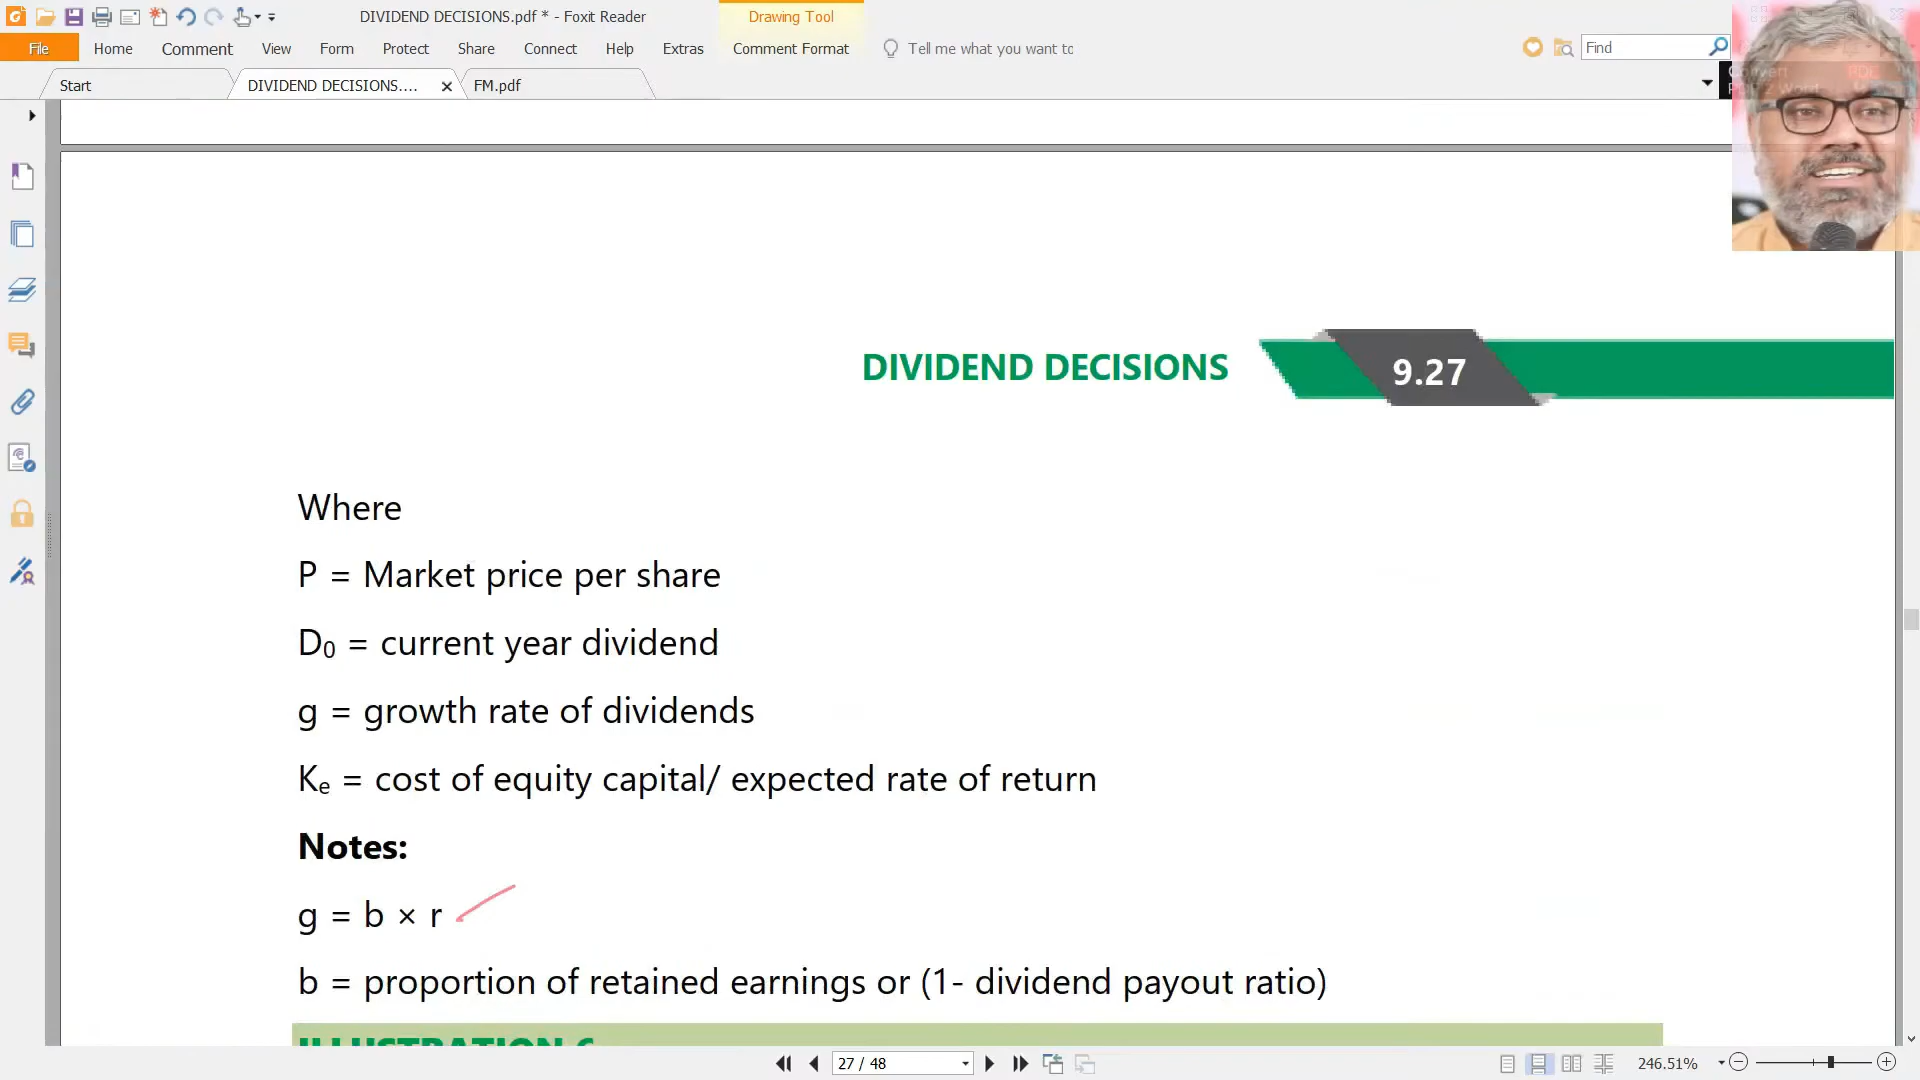 DIVIDEND DECISIONS.pdf * - Foxit Reader
Drawing Tool
File Home Comment View Form Protect Share Connect Help Extras Comment Format Tell me what you want to Find
Start DIVIDEND DECISIONS.... FM.pdf
DIVIDEND DECISIONS 9.27
Where
P = Market price per share
D0 = current year dividend
g = growth rate of dividends
Ke = cost of equity capital/ expected rate of return
Notes:
g = b × r
b = proportion of retained earnings or (1- dividend payout ratio)
ILLUSTRATION 6
27 / 48 246.51%